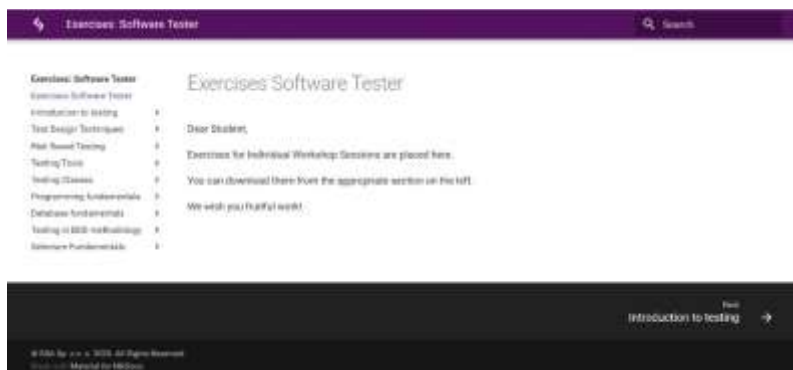 Exercises: Software Tester
Search
Exercises: Software Tester
Exercises Software Tester
Introduction to testing
Test Design Techniques
Risk Based Testing
Testing Tools
Testing Classes
Programming fundamentals
Database fundamentals
Testing in BDD methodology
Selenium Fundamentals
Exercises Software Tester
Dear Student,
Exercises for Individual Workshop Sessions are placed here.
You can download them from the appropriate section on the left.
We wish you fruitful work!
Next
Introduction to testing
All Rights Reserved.
Material for MkDocs